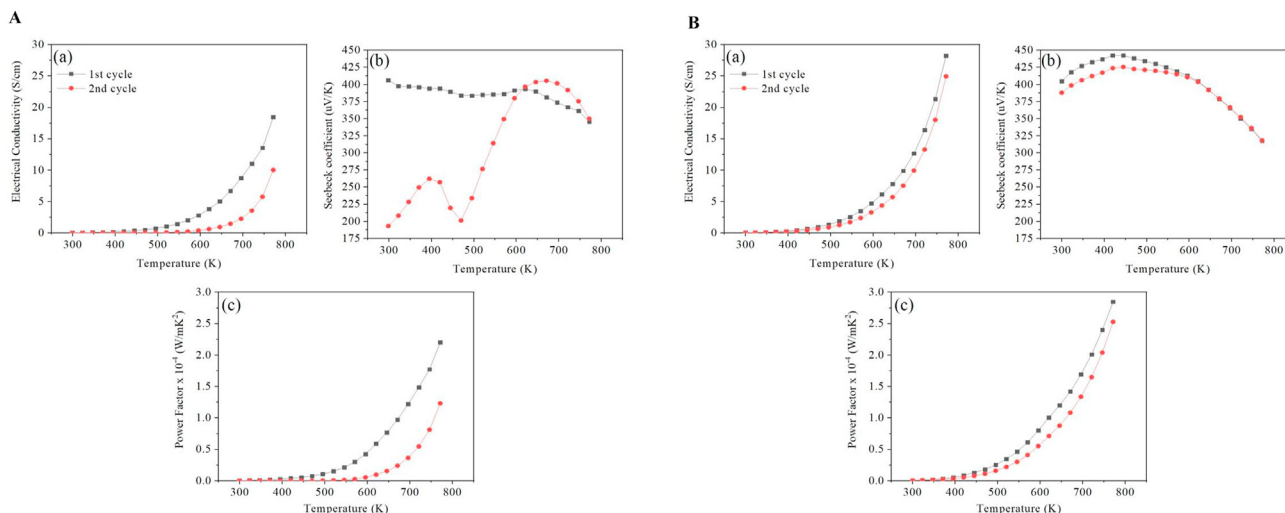 A
(a)
1st cycle
2nd cycle
Electrical Conductivity (S/cm)
30
25
20
15
10
5
0
300 400 500 600 700 800
Temperature (K)
(b)
Seebeck coefficient (uV/K)
450
425
400
375
350
325
300
275
250
225
200
175
300 400 500 600 700 800
Temperature (K)
(c)
Power Factor x 10⁻⁴ (W/mK²)
3.0
2.5
2.0
1.5
1.0
0.5
0.0
300 400 500 600 700 800
Temperature (K)
B
(a)
1st cycle
2nd cycle
Electrical Conductivity (S/cm)
30
25
20
15
10
5
0
300 400 500 600 700 800
Temperature (K)
(b)
Seebeck coefficient (uV/K)
450
425
400
375
350
325
300
275
250
225
200
175
300 400 500 600 700 800
Temperature (K)
(c)
Power Factor x 10⁻⁴ (W/mK²)
3.0
2.5
2.0
1.5
1.0
0.5
0.0
300 400 500 600 700 800
Temperature (K)